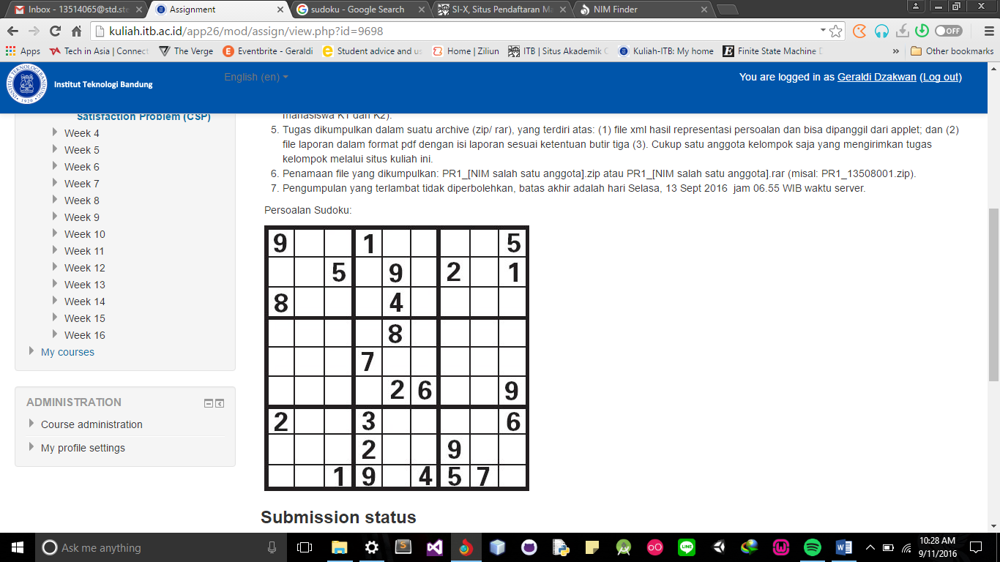 Inbox - 13514065@std.ste
Assignment
sudoku - Google Search
SI-X, Situs Pendaftaran Ma
NIM Finder
kuliah.itb.ac.id/app26/mod/assign/view.php?id=9698
OFF
Apps
Tech in Asia | Connect
The Verge
Eventbrite - Geraldi
Student advice and us
Home | Ziliun
ITB | Situs Akademik
Kuliah-ITB: My home
Finite State Machine D
»
Other bookmarks
Institut Teknologi Bandung
English (en)
You are logged in as Geraldi Dzakwan (Log out)
Satisfaction Problem (CSP)
Week 4
Week 5
Week 6
Week 7
Week 8
Week 9
Week 10
Week 11
Week 12
Week 13
Week 14
Week 15
Week 16
My courses
ADMINISTRATION
Course administration
My profile settings
mahasiswa K1 dan K2).
5. Tugas dikumpulkan dalam suatu archive (zip/ rar), yang terdiri atas: (1) file xml hasil representasi persoalan dan bisa dipanggil dari applet; dan (2)
file laporan dalam format pdf dengan isi laporan sesuai ketentuan butir tiga (3). Cukup satu anggota kelompok saja yang mengirimkan tugas
kelompok melalui situs kuliah ini.
6. Penamaan file yang dikumpulkan: PR1_[NIM salah satu anggota].zip atau PR1_[NIM salah satu anggota].rar (misal: PR1_13508001.zip).
7. Pengumpulan yang terlambat tidak diperbolehkan, batas akhir adalah hari Selasa, 13 Sept 2016 jam 06.55 WIB waktu server.
Persoalan Sudoku:
9 1 5
5 9 2 1
8 4
8
7
2 6 9
2 3 6
2 9
1 9 4 5 7
Submission status
Ask me anything
10:28 AM
9/11/2016